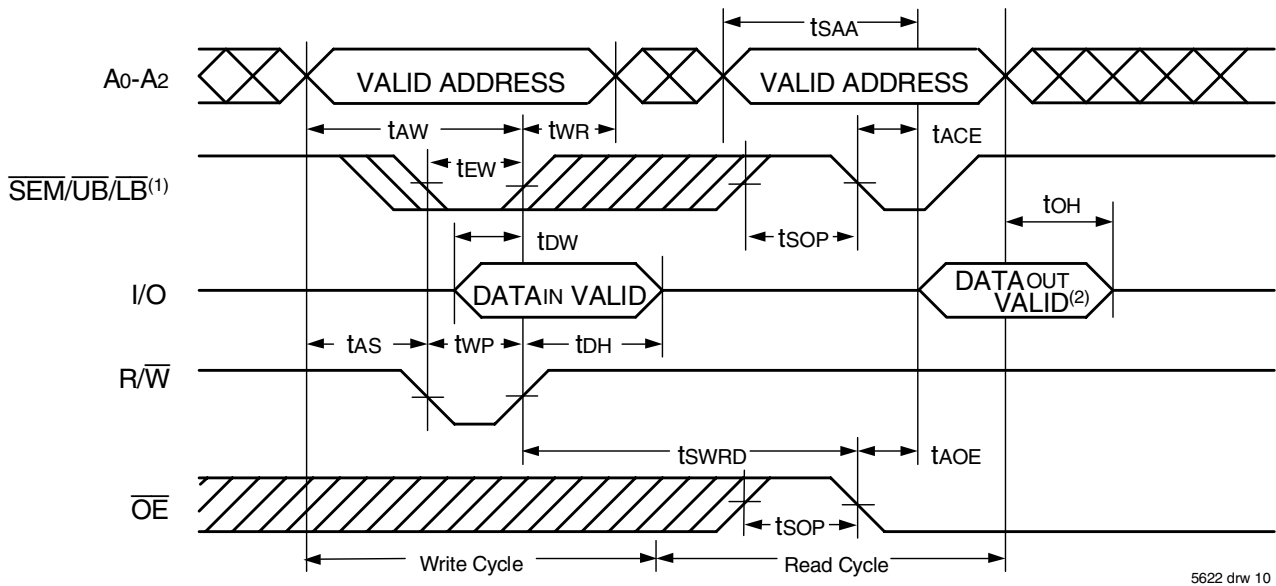 tSAA
A0-A2
VALID ADDRESS
VALID ADDRESS
tAW
tWR
tACE
SEM/UB/LB(1)
tEW
tSOP
tOH
tDW
I/O
DATAIN VALID
DATAOUT
VALID(2)
tAS
tWP
tDH
R/W
tSWRD
tAOE
OE
tSOP
Write Cycle
Read Cycle
5622 drw 10